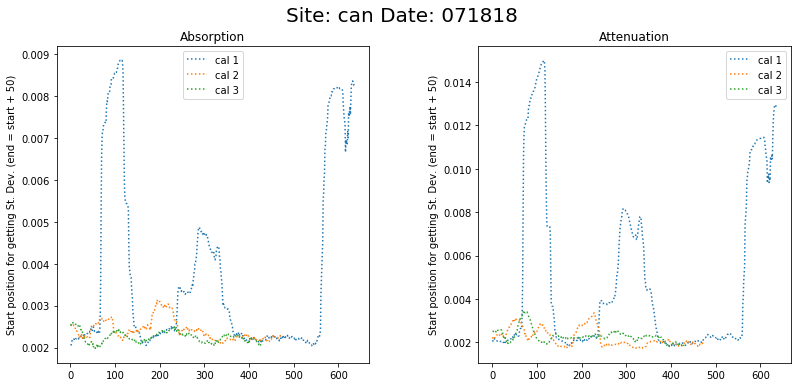 Site: can Date: 071818
Absorption
Start position for getting St. Dev. (end = start + 50)
0.009
0.008
0.007
0.006
0.005
0.004
0.003
0.002
0 100 200 300 400 500 600
cal 1
cal 2
cal 3
Attenuation
Start position for getting St. Dev. (end = start + 50)
0.014
0.012
0.010
0.008
0.006
0.004
0.002
0 100 200 300 400 500 600
cal 1
cal 2
cal 3